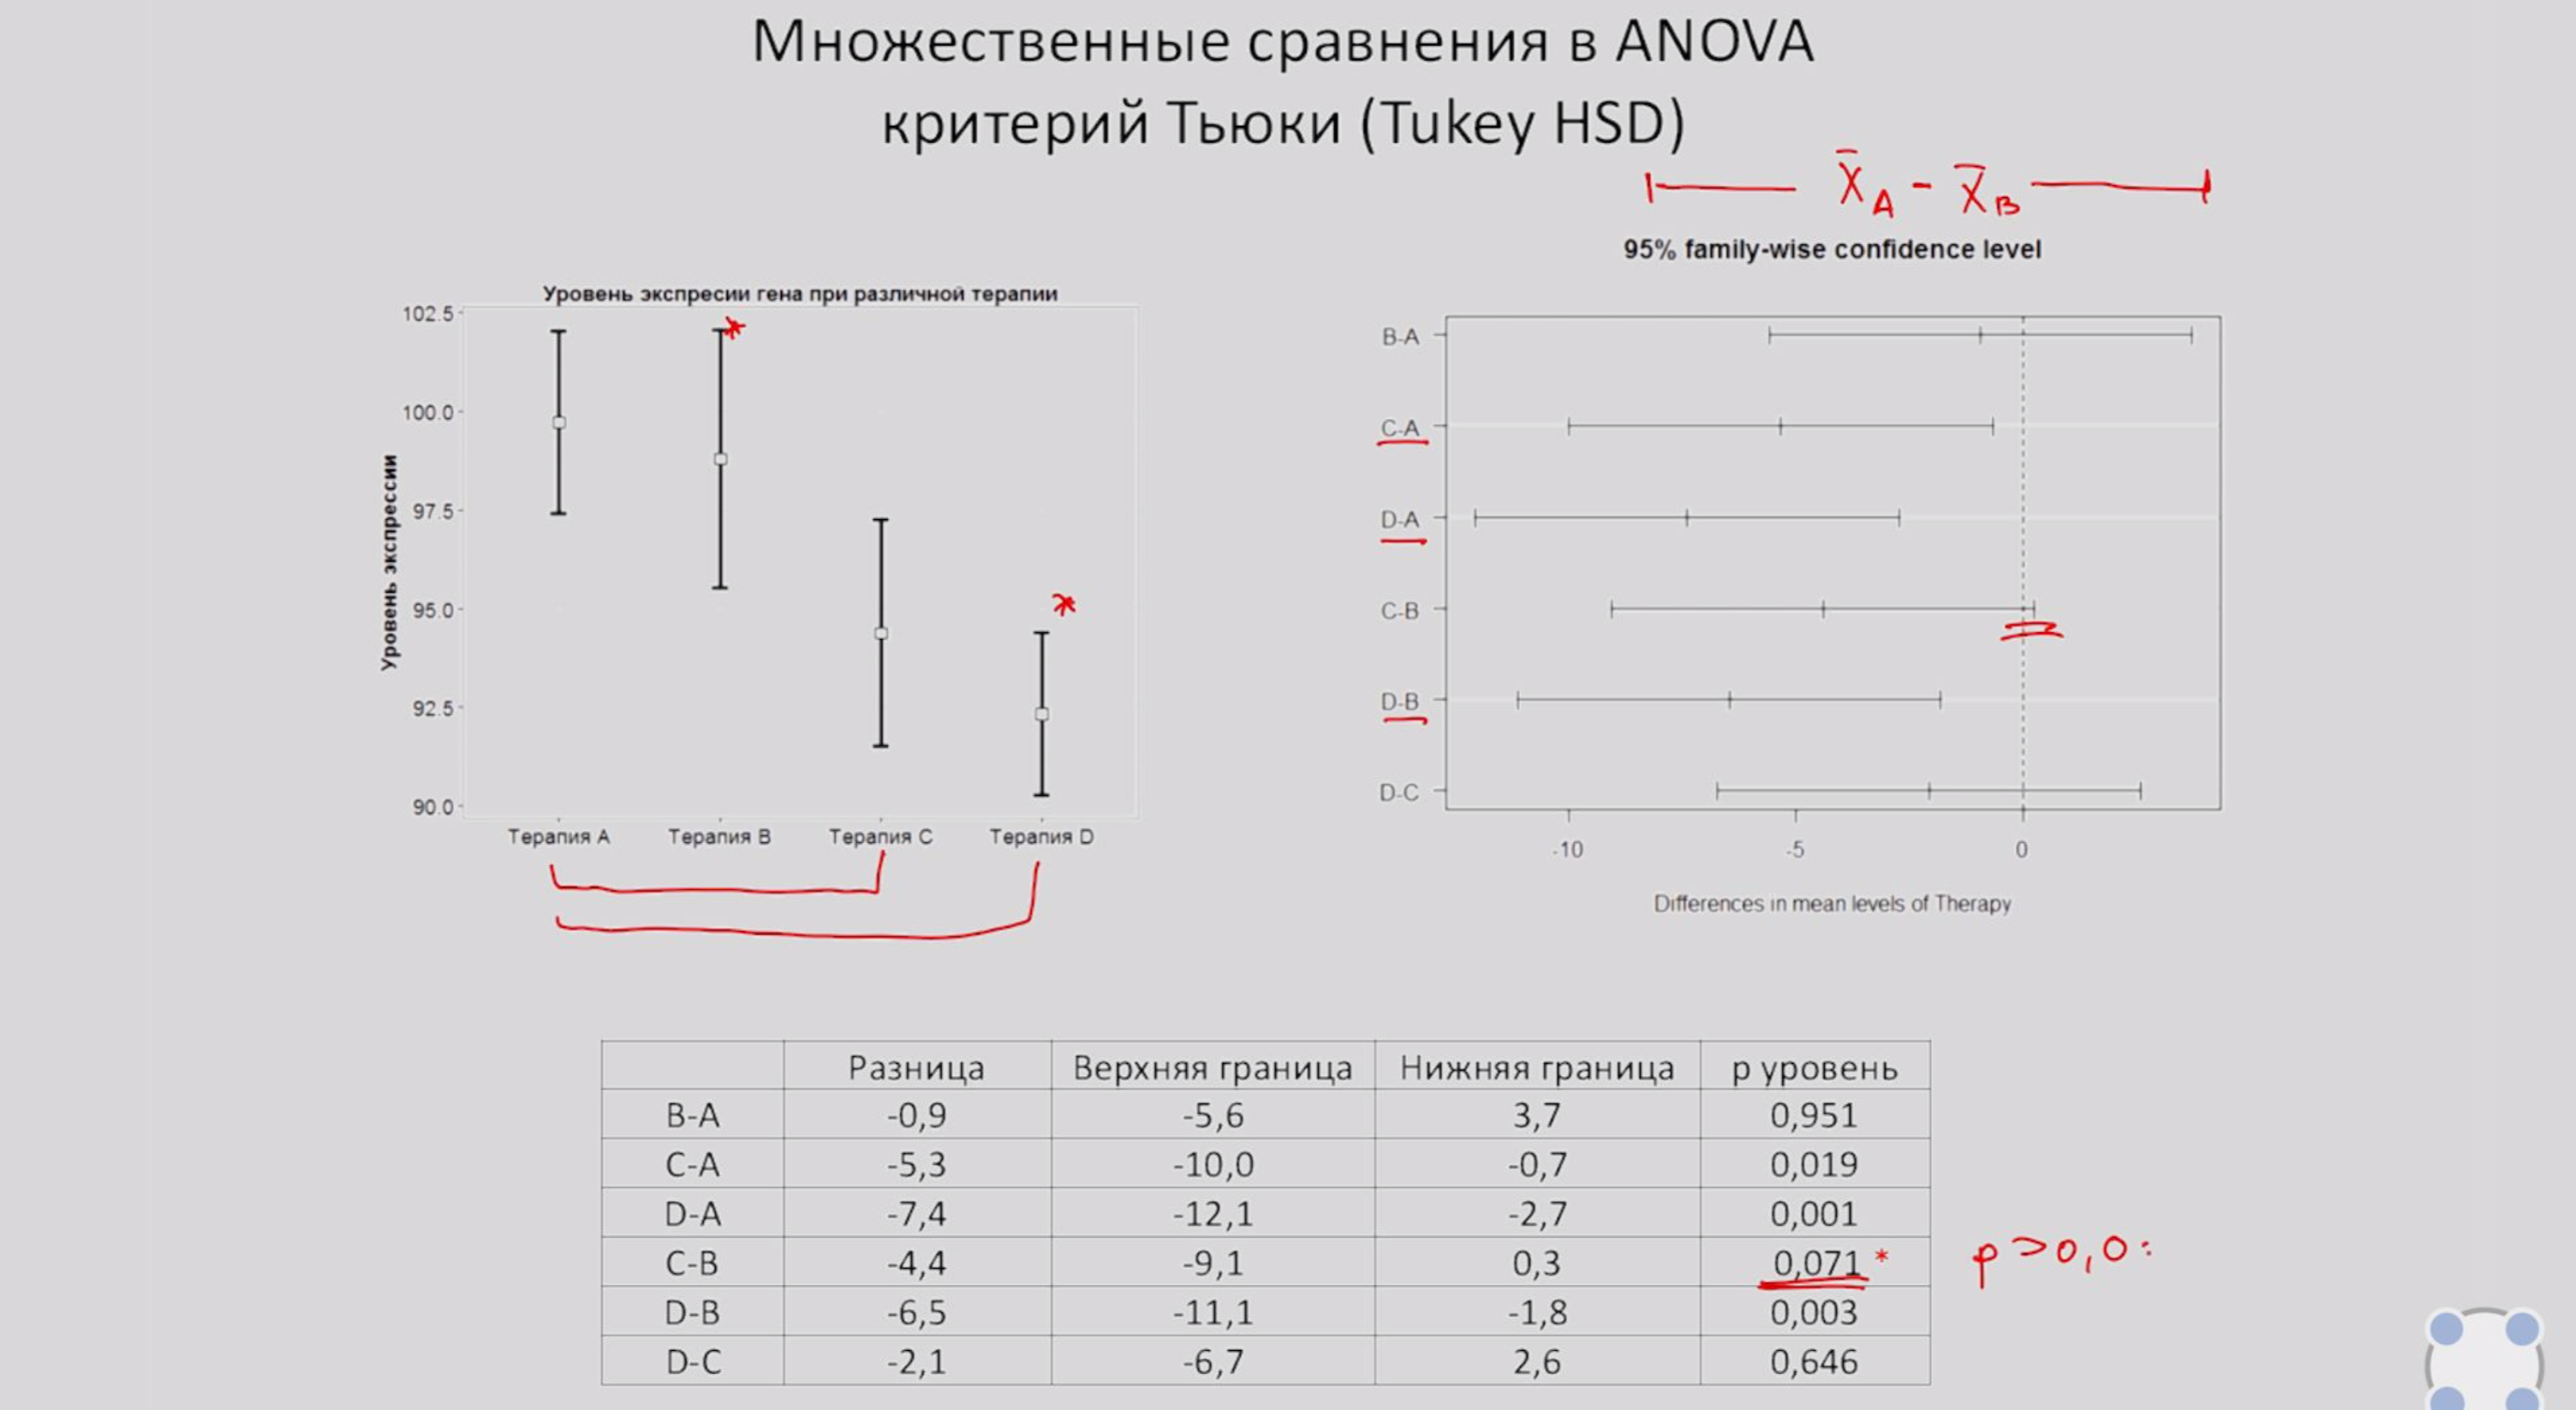 Множественные сравнения в ANOVA
критерий Тьюки (Tukey HSD)
X̄A - X̄B
95% family-wise confidence level
Уровень экспресии гена при различной терапии
Уровень экспрессии
102.5
100.0
97.5
95.0
92.5
90.0
Терапия A Терапия B Терапия C Терапия D
*
*
B-A
C-A
D-A
C-B
D-B
D-C
-10 -5 0
Differences in mean levels of Therapy
Разница Верхняя граница Нижняя граница p уровень
B-A -0,9 -5,6 3,7 0,951
C-A -5,3 -10,0 -0,7 0,019
D-A -7,4 -12,1 -2,7 0,001
C-B -4,4 -9,1 0,3 0,071 *
D-B -6,5 -11,1 -1,8 0,003
D-C -2,1 -6,7 2,6 0,646
p >0,0